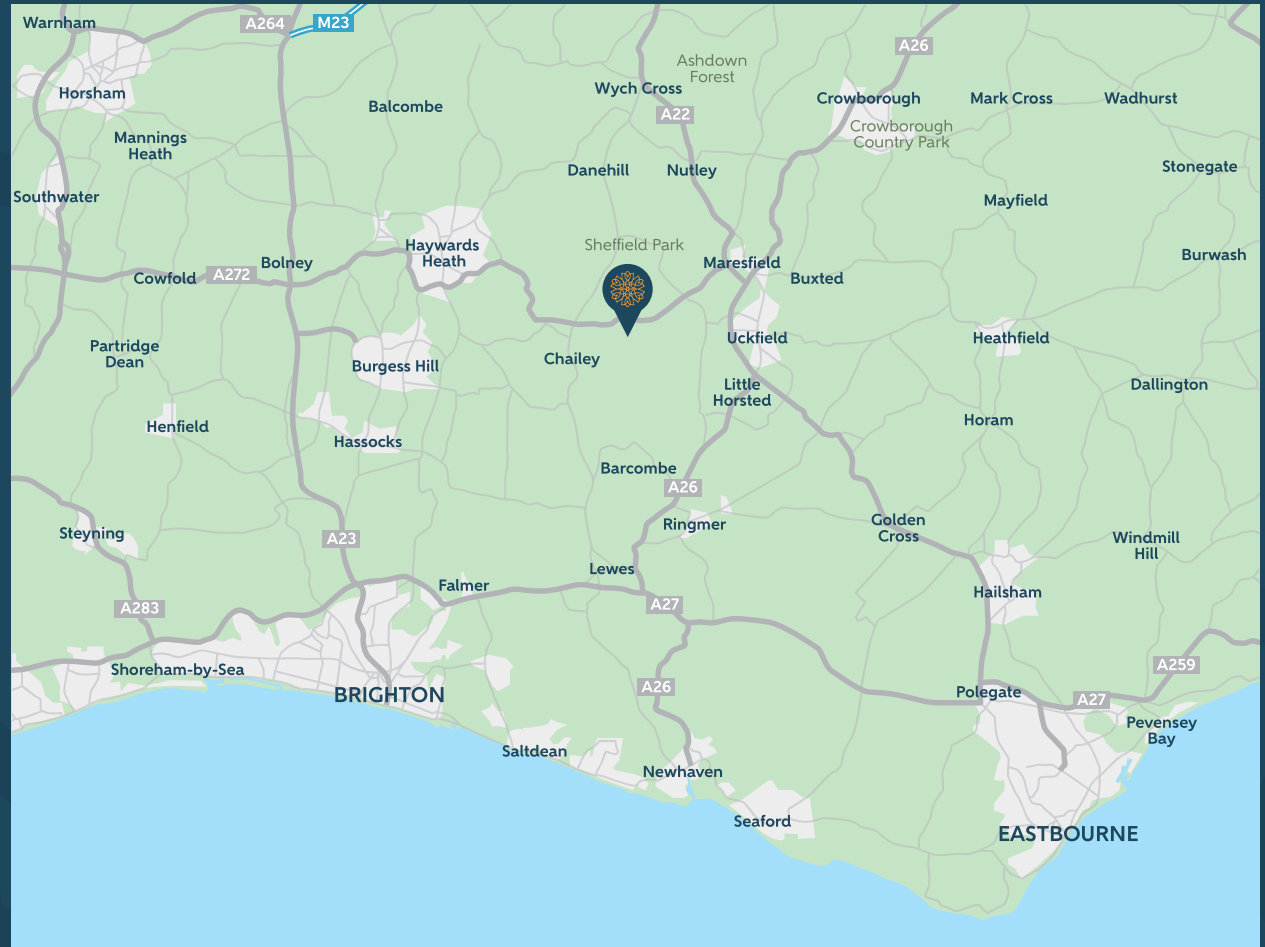 Warnham
A264
M23
A26
Ashdown
Forest
Wych Cross
Horsham
Balcombe
Crowborough
Mark Cross
Wadhurst
A22
Crowborough
Country Park
Mannings
Heath
Danehill
Nutley
Stonegate
Southwater
Mayfield
Haywards
Heath
Sheffield Park
Burwash
Bolney
Maresfield
Cowfold
A272
Buxted
Partridge
Dean
Uckfield
Heathfield
Burgess Hill
Chailey
Little
Horsted
Dallington
Henfield
Horam
Hassocks
Barcombe
A26
Steyning
A23
Ringmer
Golden
Cross
Windmill
Hill
Lewes
Falmer
Hailsham
A283
A27
Shoreham-by-Sea
A259
BRIGHTON
A26
Polegate
A27
Pevensey
Bay
Saltdean
Newhaven
Seaford
EASTBOURNE